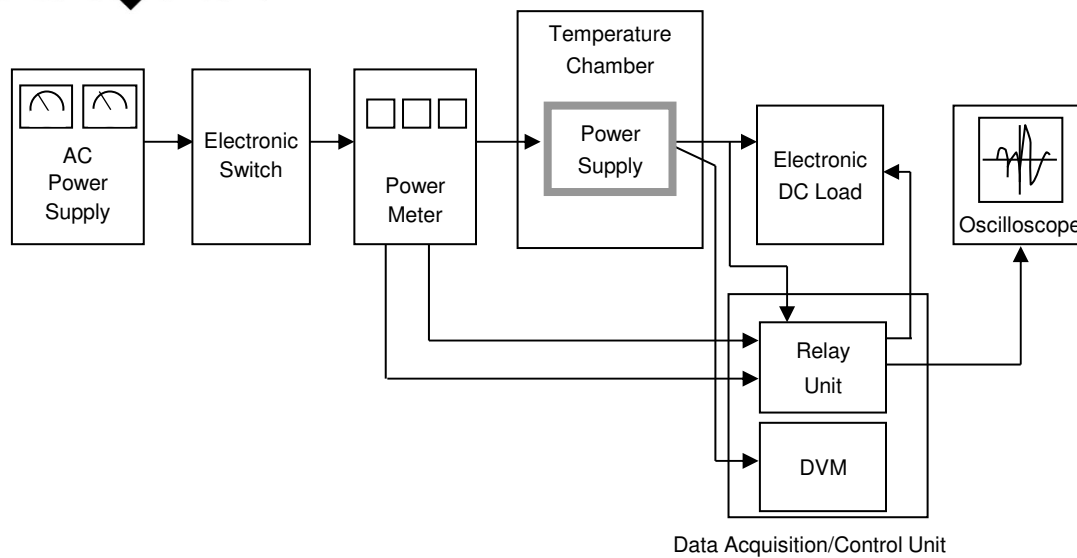 Temperature
Chamber
AC
Power
Supply
Electronic
Switch
Power
Meter
Power
Supply
Electronic
DC Load
Oscilloscope
Relay
Unit
DVM
Data Acquisition/Control Unit